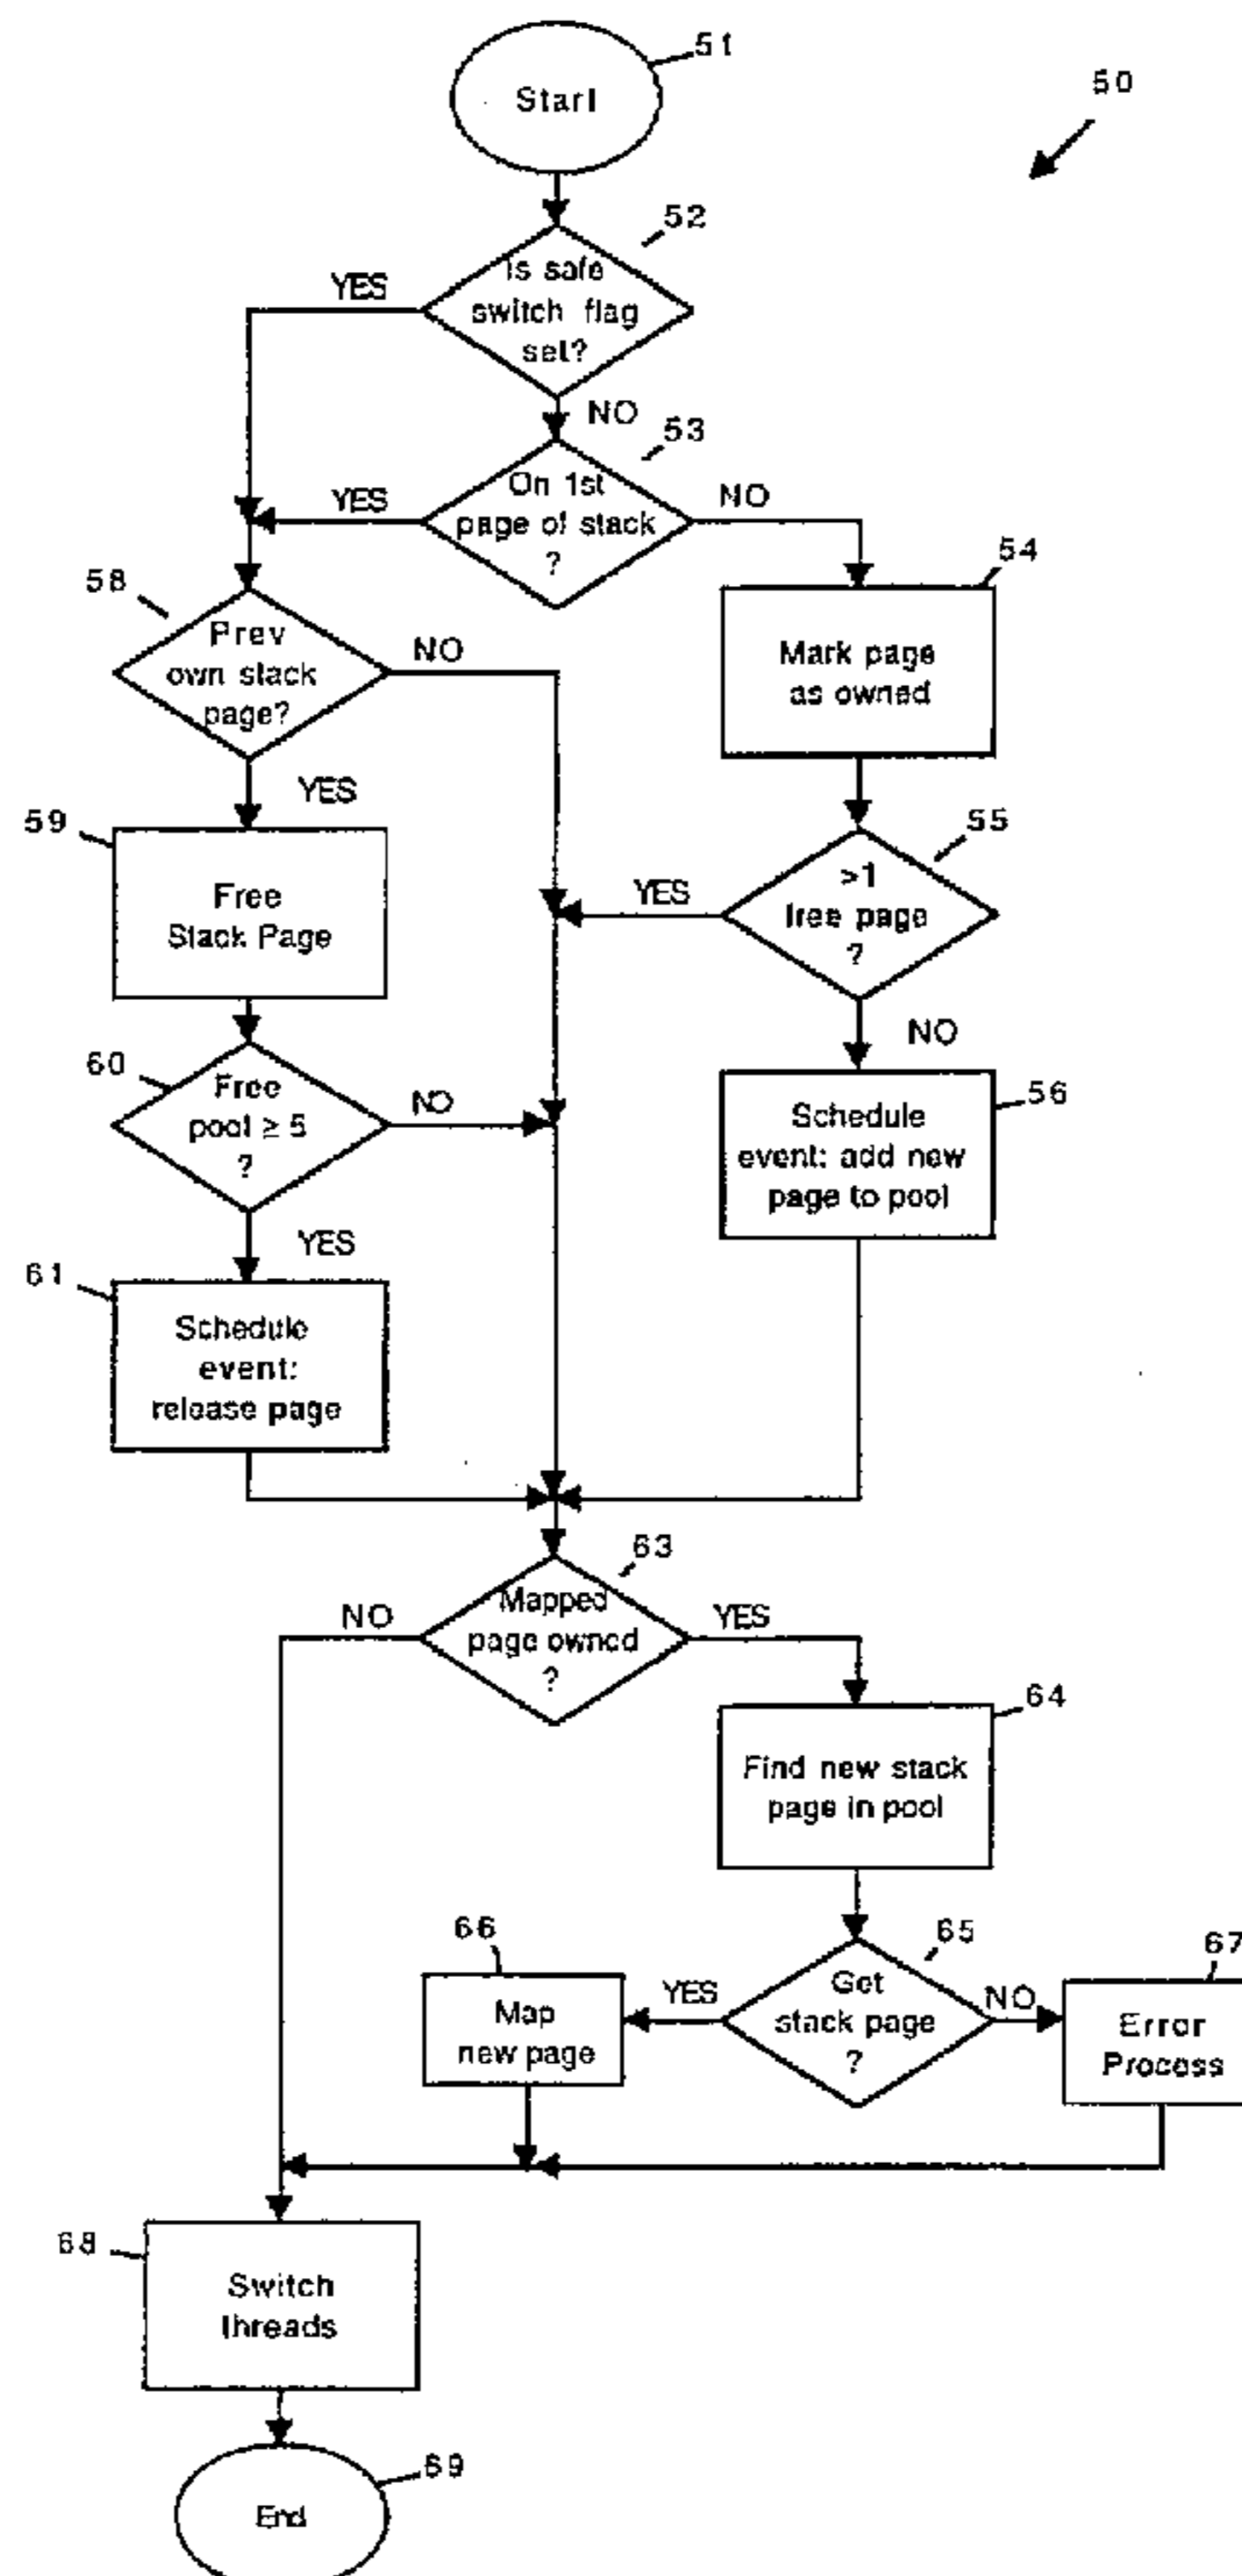 51
Start
50
52
Is safe
switch flag
set?
YES
NO
53
On 1st
page of stack
?
YES
NO
54
Mark page
as owned
58
Prev
own stack
page?
NO
YES
59
Free
Stack Page
55
>1
free page
?
YES
NO
60
Free
pool ≥ 5
?
NO
YES
56
Schedule
event: add new
page to pool
61
Schedule
event:
release page
63
Mapped
page owned
?
NO
YES
64
Find new stack
page in pool
65
Get
stack page
?
YES
NO
66
Map
new page
67
Error
Process
68
Switch
threads
69
End